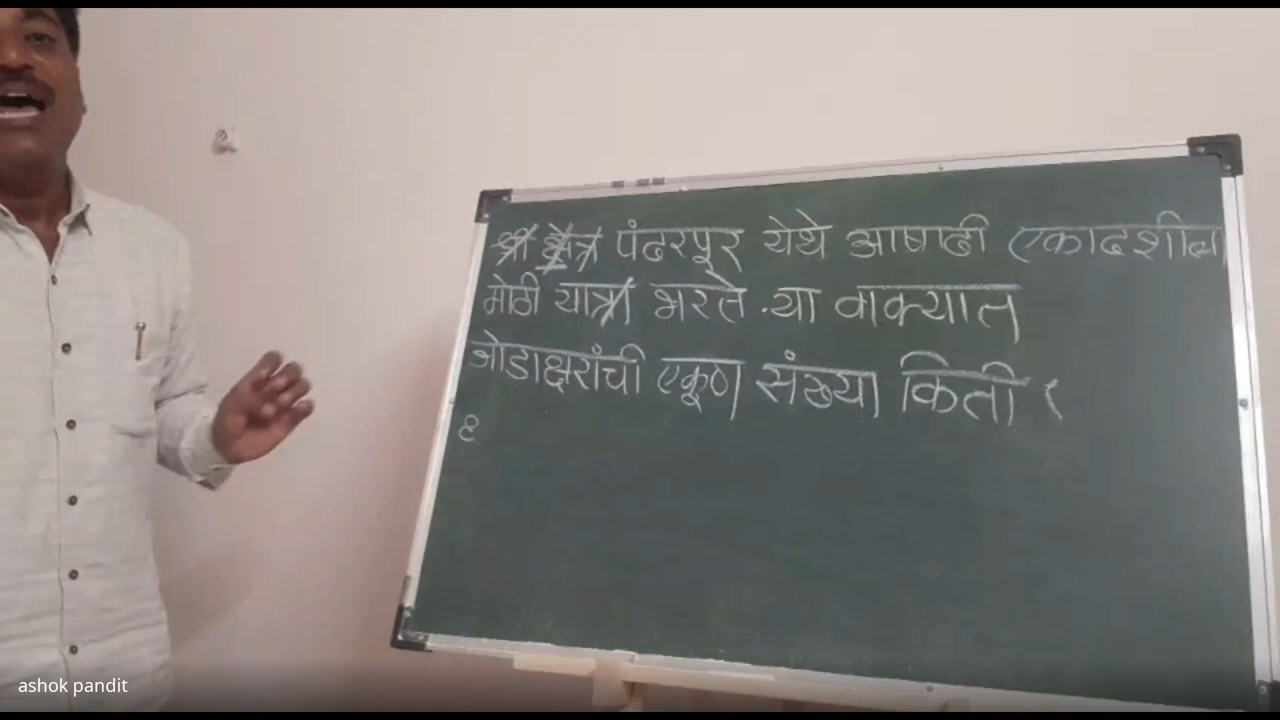 श्री क्षेत्र पंढरपूर येथे आषाढी एकादशीला
मोठी यात्रा भरते. या वाक्यात
जोडाक्षरांची एकूण संख्या किती (
ashok pandit